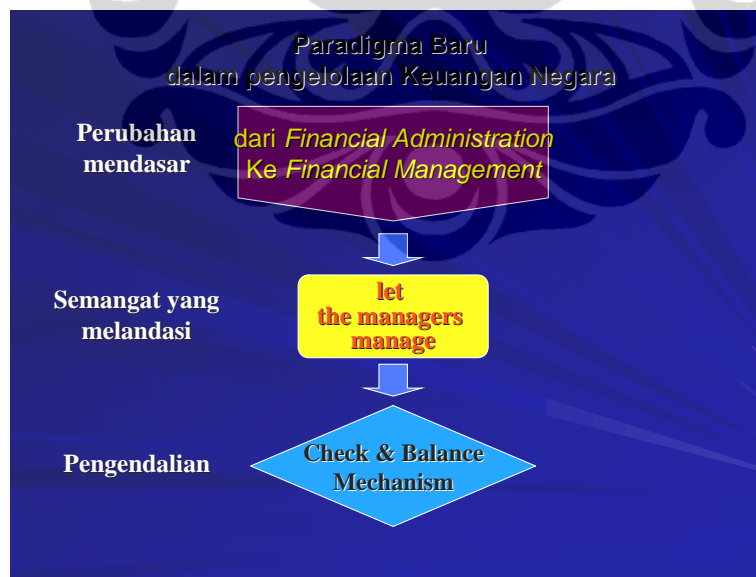 Paradigma Baru
dalam pengelolaan Keuangan Negara
Perubahan
mendasar
dari Financial Administration
Ke Financial Management
Semangat yang
melandasi
let
the managers
manage
Pengendalian
Check & Balance
Mechanism